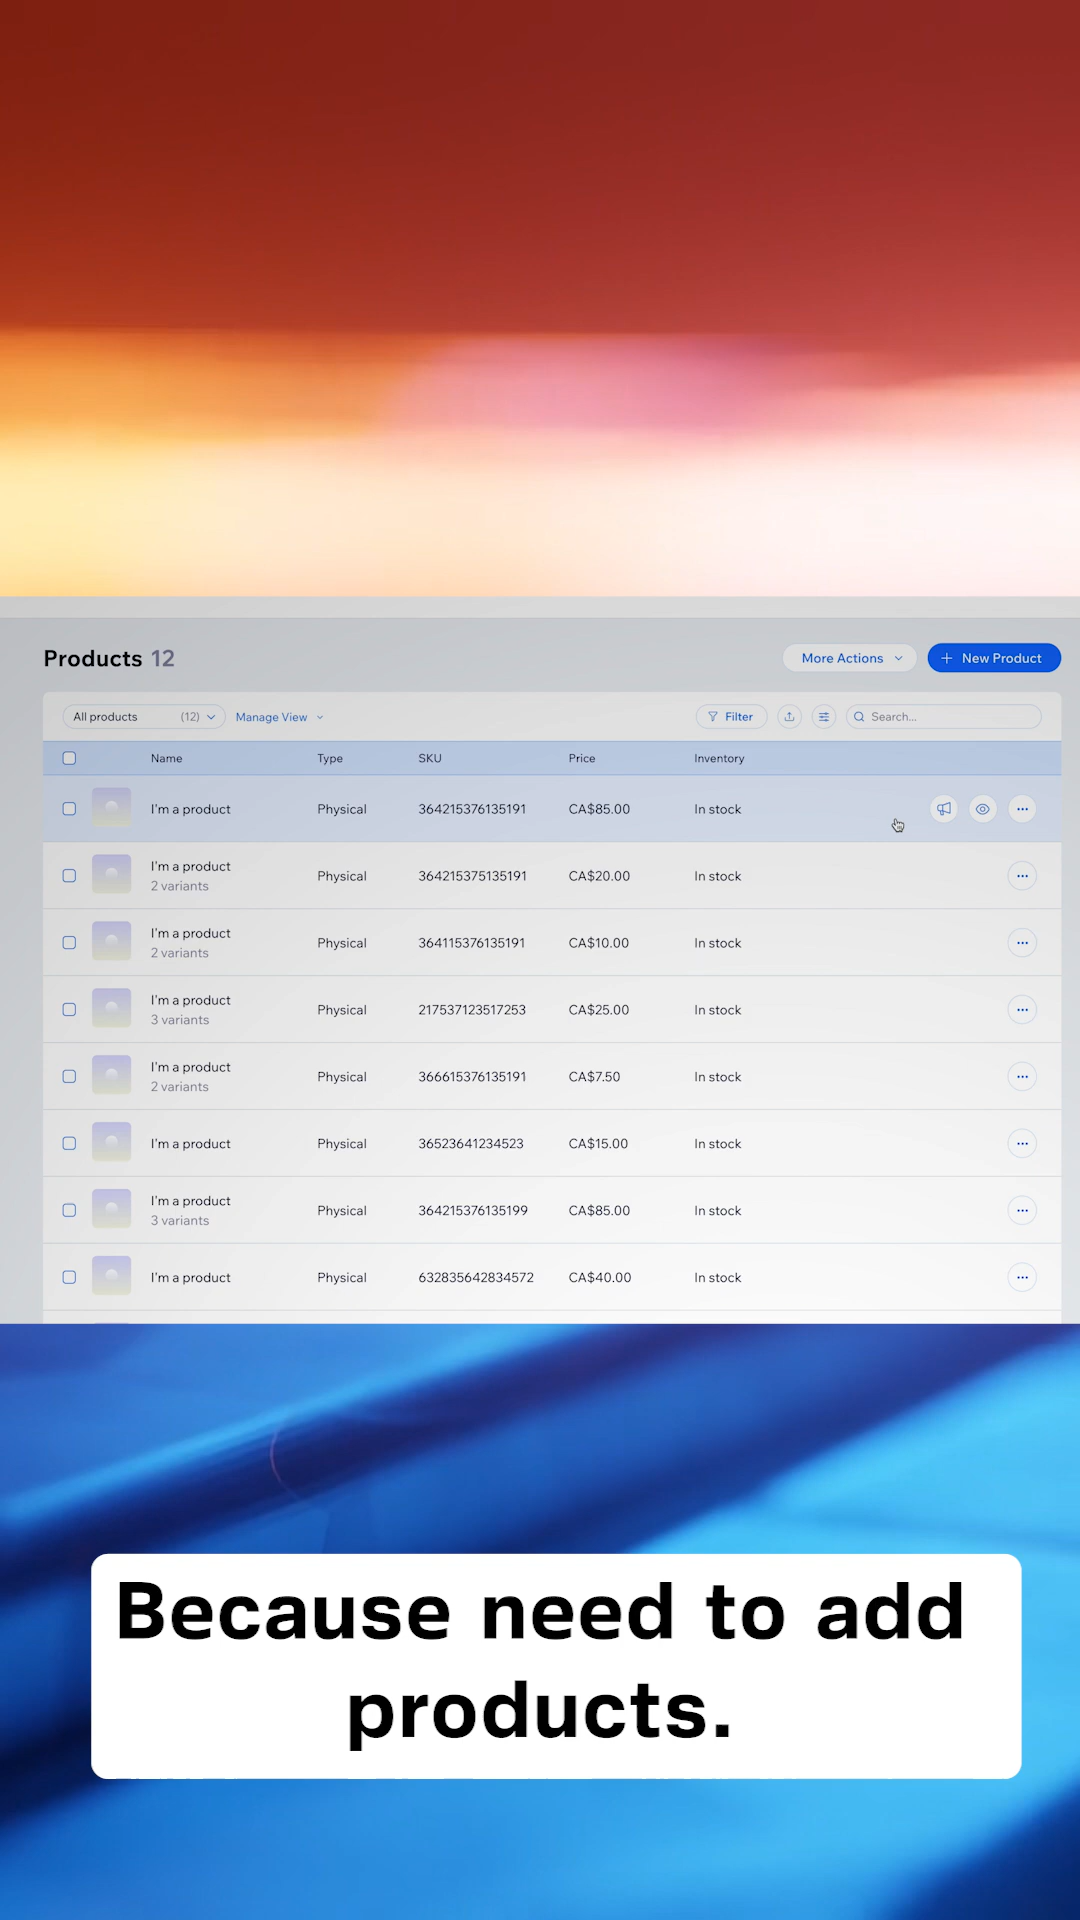 Products 12
More Actions
+ New Product
All products (12)
Manage View
Filter
Search...
Name Type SKU Price Inventory
I'm a product Physical 364215376135191 CA$85.00 In stock
I'm a product
2 variants
Physical 364215375135191 CA$20.00 In stock
I'm a product
2 variants
Physical 364115376135191 CA$10.00 In stock
I'm a product
3 variants
Physical 217537123517253 CA$25.00 In stock
I'm a product
2 variants
Physical 366615376135191 CA$7.50 In stock
I'm a product Physical 36523641234523 CA$15.00 In stock
I'm a product
3 variants
Physical 364215376135199 CA$85.00 In stock
I'm a product Physical 632835642834572 CA$40.00 In stock
Because need to add
products.